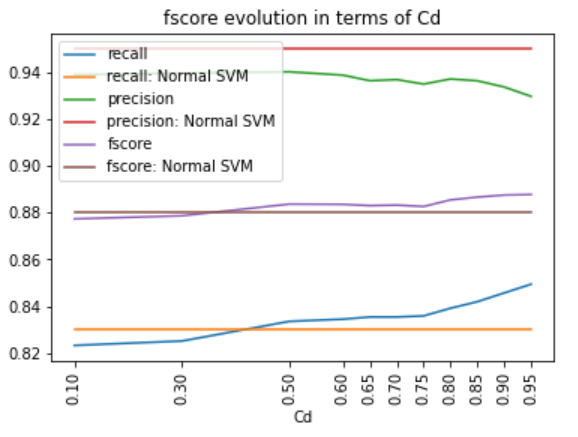 fscore evolution in terms of Cd
recall
recall: Normal SVM
precision
precision: Normal SVM
fscore
fscore: Normal SVM
0.94
0.92
0.90
0.88
0.86
0.84
0.82
0.10
0.30
0.50
0.60
0.65
0.70
0.75
0.80
0.85
0.90
0.95
Cd